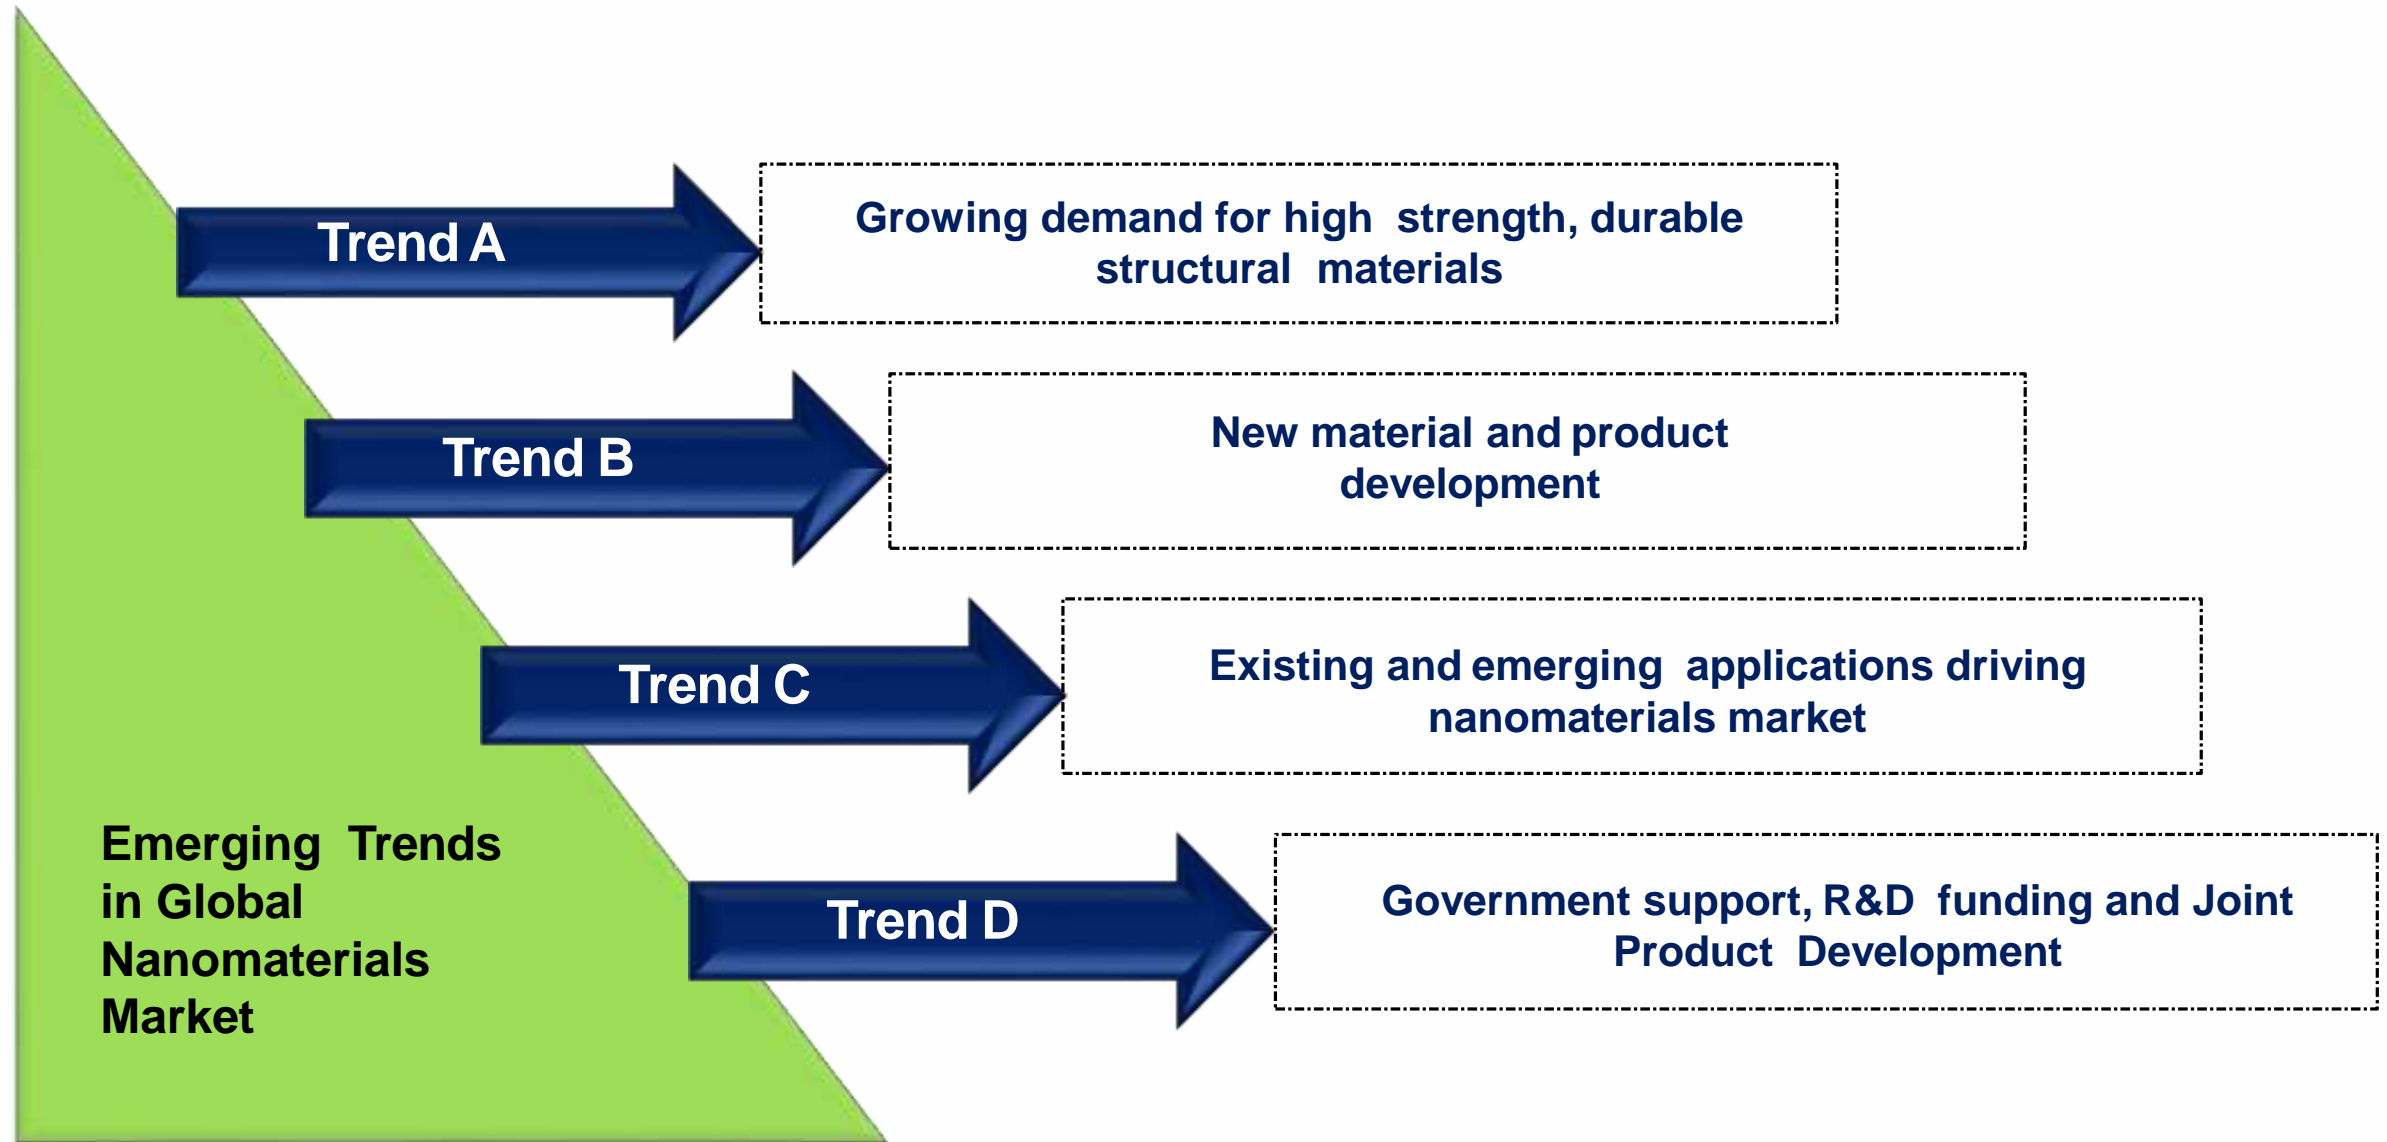 Trend A
Growing demand for high strength, durable
structural materials
Trend B
New material and product
development
Trend C
Existing and emerging applications driving
nanomaterials market
Trend D
Government support, R&D funding and Joint
Product Development
Emerging Trends
in Global
Nanomaterials
Market